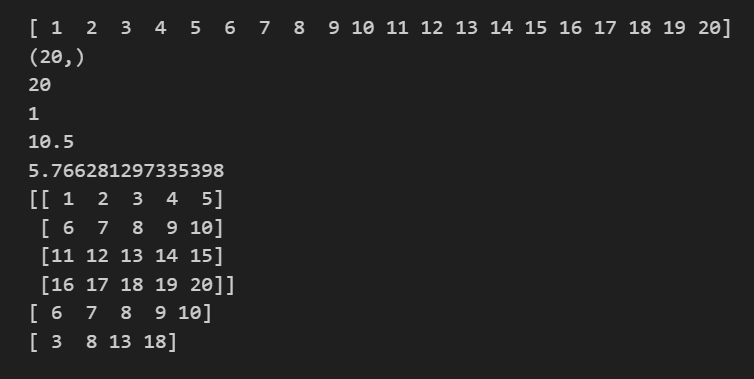 [ 1  2  3  4  5  6  7  8  9 10 11 12 13 14 15 16 17 18 19 20]
(20,)
20
1
10.5
5.766281297335398
[[ 1  2  3  4  5]
 [ 6  7  8  9 10]
 [11 12 13 14 15]
 [16 17 18 19 20]]
[ 6  7  8  9 10]
[ 3  8 13 18]